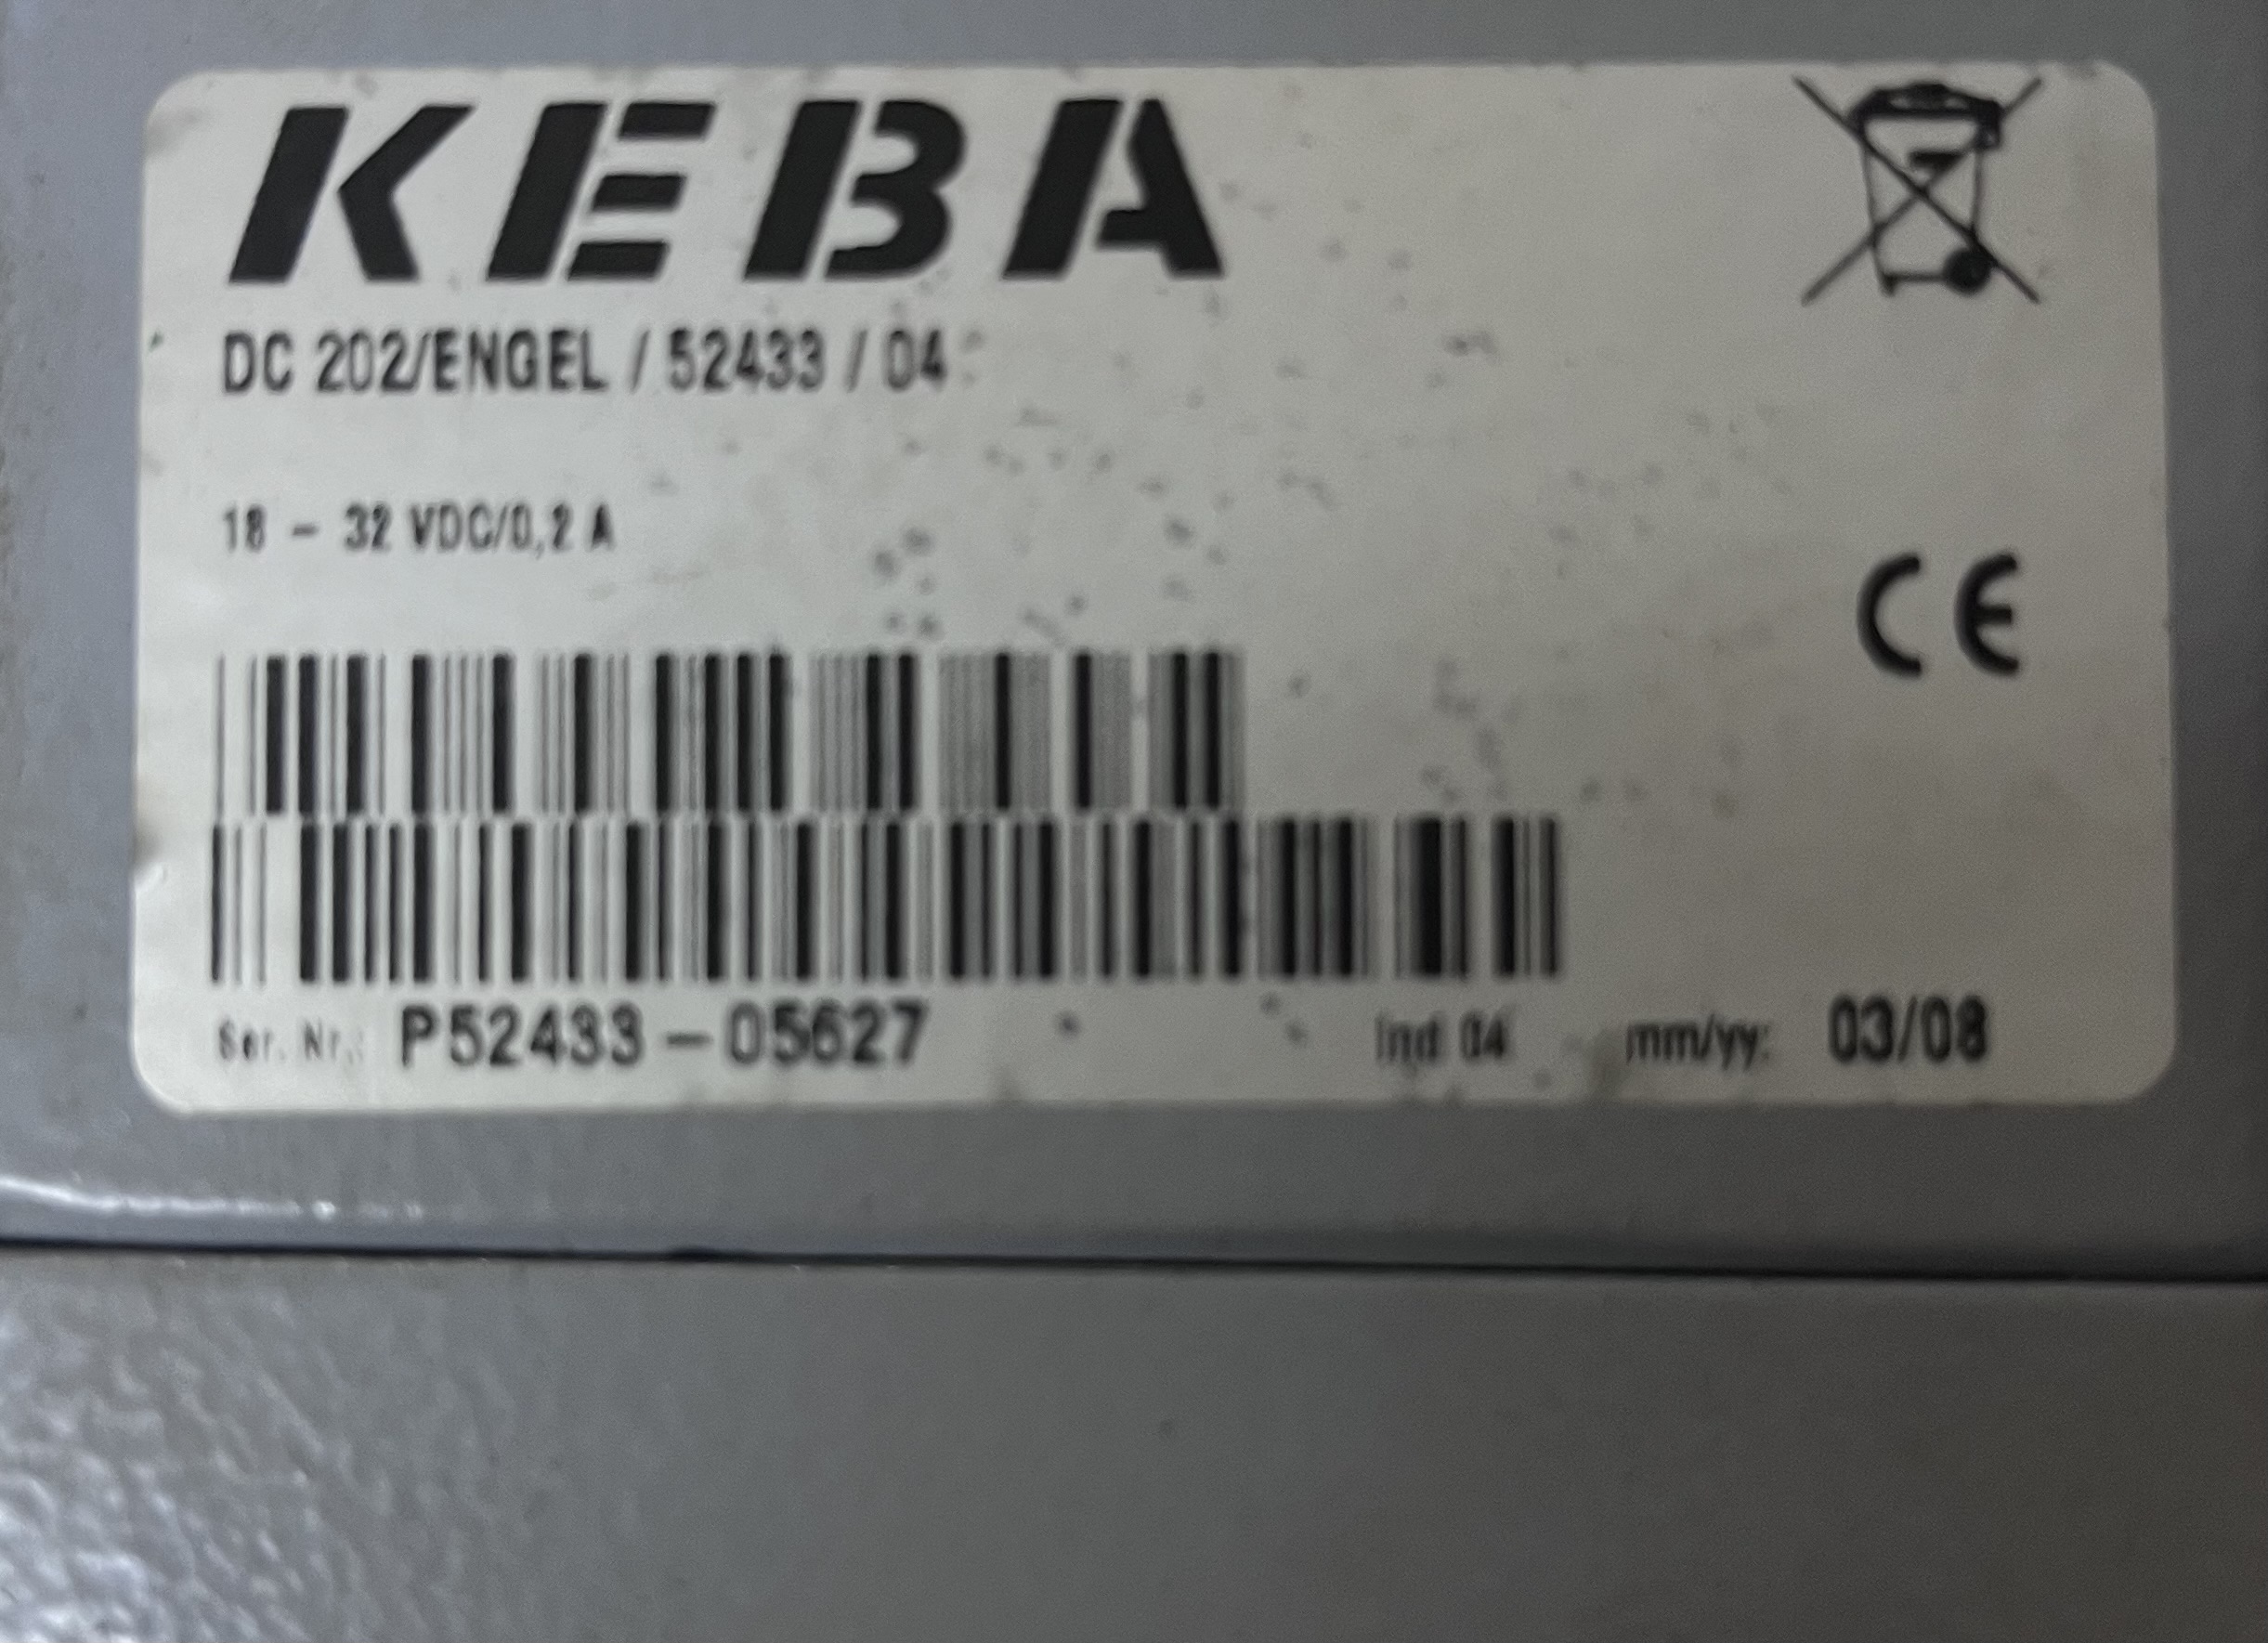 KEBA
DC 202/ENGEL / 52433 / 04
18 - 32 VDC/0,2 A
CE
Ser. Nr.: P52433-05627 Ind 04 mm/yy: 03/08